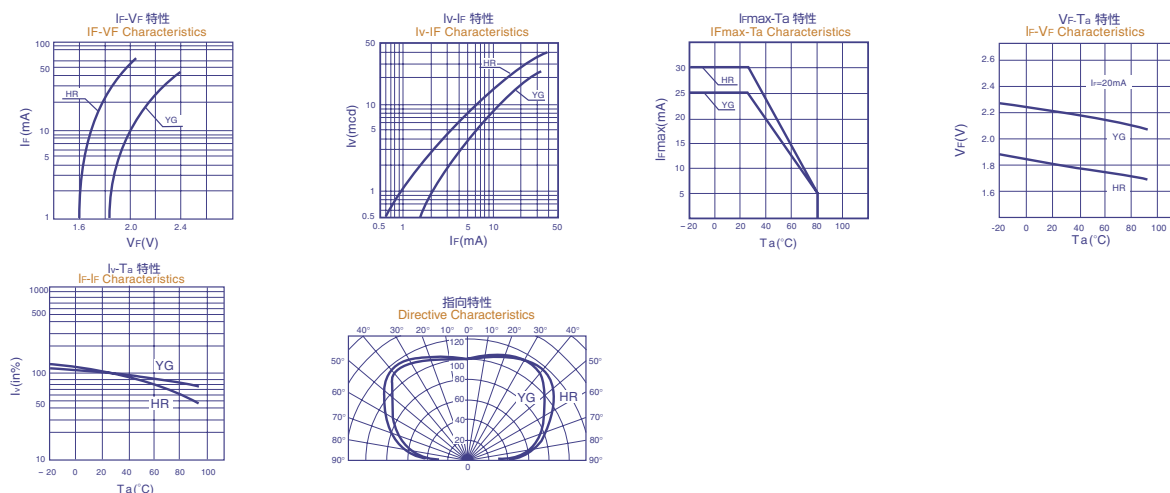 IF-VF 特性
IF-VF Characteristics
100
50
10
5
1
IF (mA)
HR
YG
1.6
2.0
2.4
VF(V)
Iv-IF 特性
Iv-IF Characteristics
50
10
5
1
0.5
Iv(mcd)
HR
YG
0.5
1
5
10
50
IF(mA)
IFmax-Ta 特性
IFmax-Ta Characteristics
35
30
25
20
15
10
5
0
IFmax(mA)
HR
YG
－20
0
20
40
60
80
100
Ta(°C)
VF-Ta 特性
IF-VF Characteristics
2.6
2.2
2.0
1.8
1.6
VF(V)
IF=20mA
YG
HR
－20
0
20
40
60
80
100
Ta(°C)
Iv-Ta 特性
IF-IF Characteristics
1000
500
100
50
10
Iv(in%)
YG
HR
－20
0
20
40
60
80
100
Ta(°C)
指向特性
Directive Characteristics
40° 30° 20° 10° 0° 10° 20° 30° 40°
50°
60°
70°
80°
90°
120
100
80
60
40
20
0
YG
HR
50°
60°
70°
80°
90°